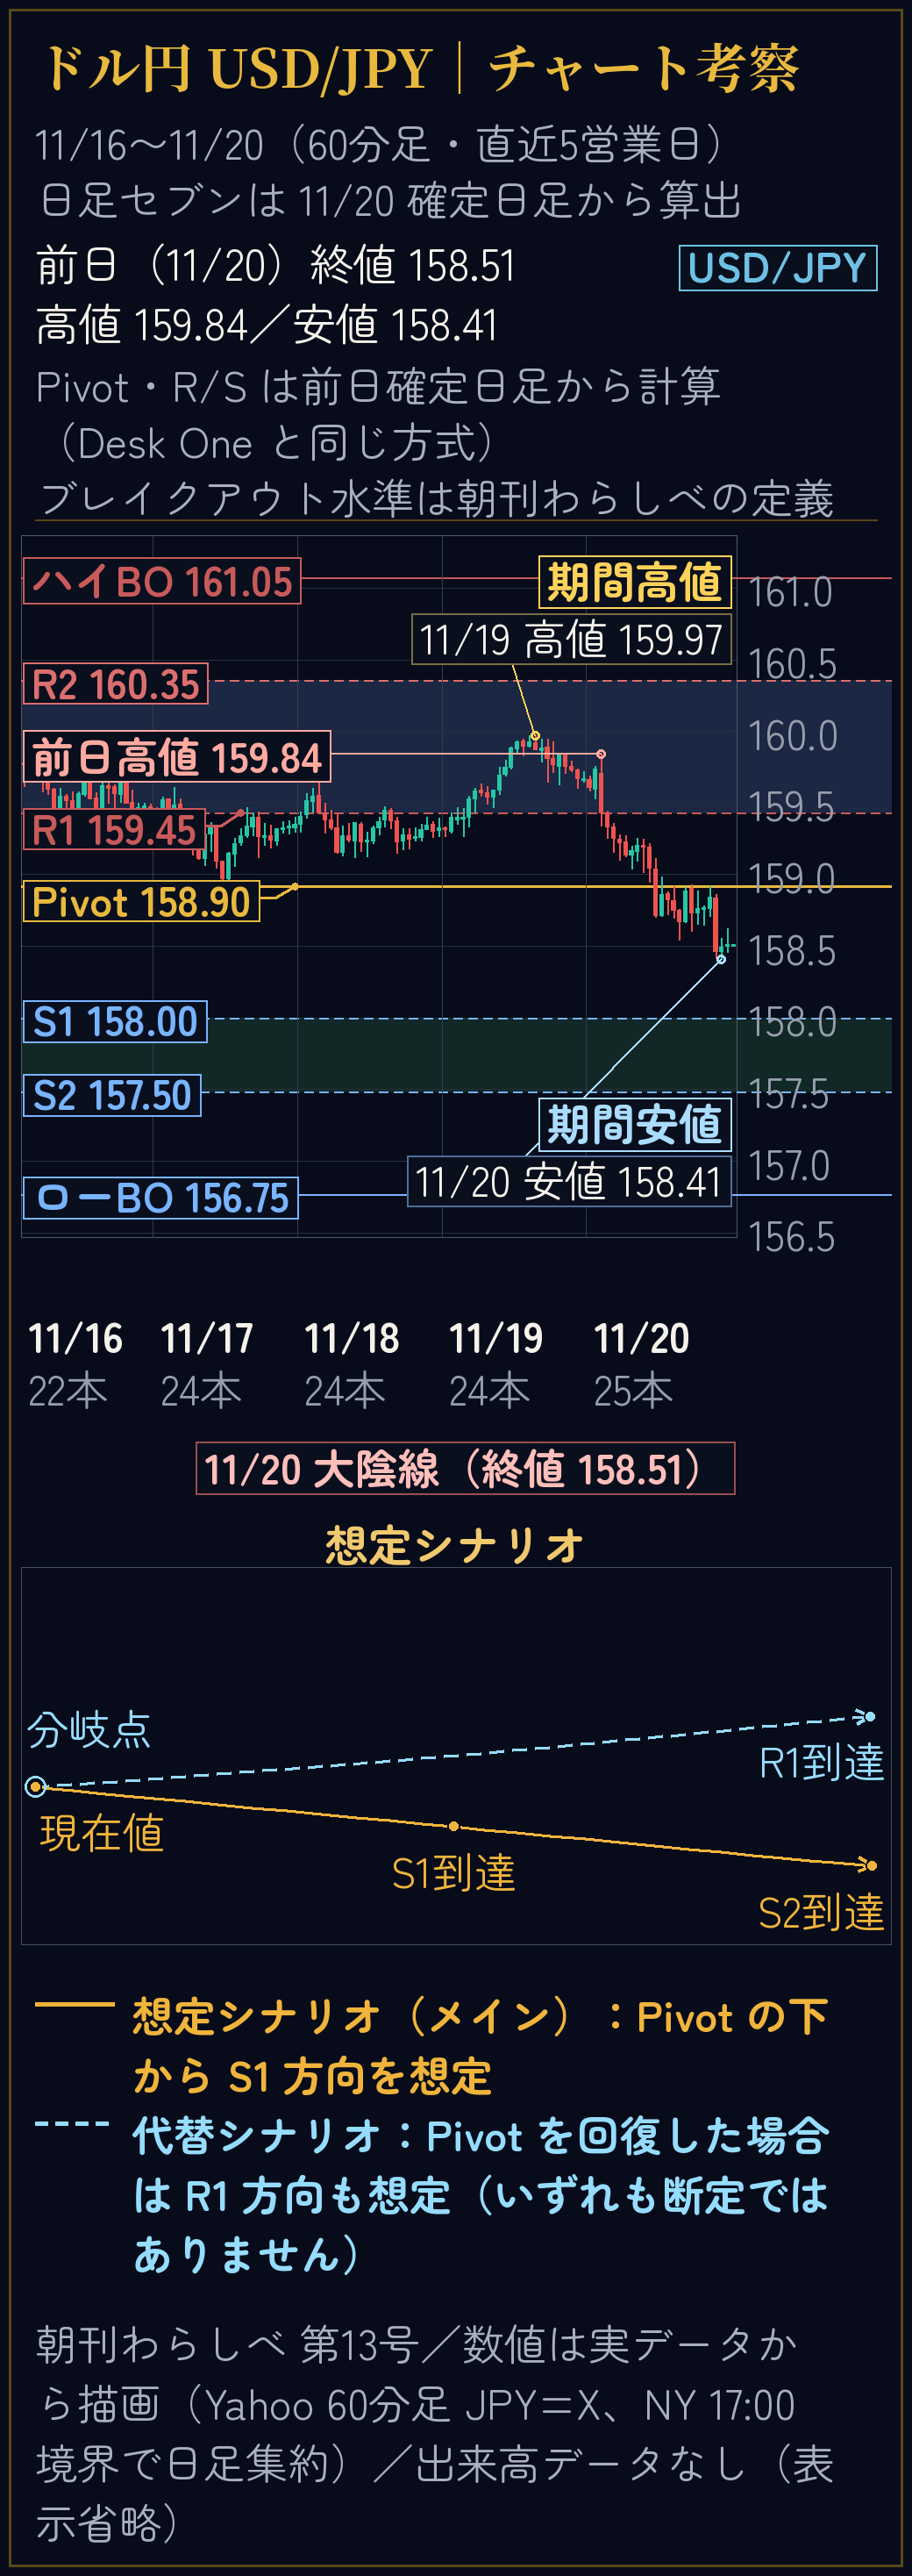 ドル円 USD/JPY｜チャート考察
11/16〜11/20（60分足・直近5営業日）
日足セブンは 11/20 確定日足から算出
前日（11/20）終値 158.51
USD/JPY
高値 159.84／安値 158.41
Pivot・R/S は前日確定日足から計算
（Desk One と同じ方式）
ブレイクアウト水準は朝刊わらしべの定義
ハイBO 161.05
期間高値
161.0
11/19 高値 159.97
R2 160.35
160.5
前日高値 159.84
160.0
R1 159.45
159.5
Pivot 158.90
159.0
158.5
S1 158.00
158.0
S2 157.50
157.5
期間安値
157.0
11/20 安値 158.41
ローBO 156.75
156.5
11/16
11/17
11/18
11/19
11/20
22本
24本
24本
24本
25本
11/20 大陰線（終値 158.51）
想定シナリオ
分岐点
R1到達
現在値
S1到達
S2到達
想定シナリオ（メイン）：Pivot の下
から S1 方向を想定
代替シナリオ：Pivot を回復した場合
は R1 方向も想定（いずれも断定では
ありません）
朝刊わらしべ 第13号／数値は実データか
ら描画（Yahoo 60分足 JPY=X、NY 17:00
境界で日足集約）／出来高データなし（表
示省略）